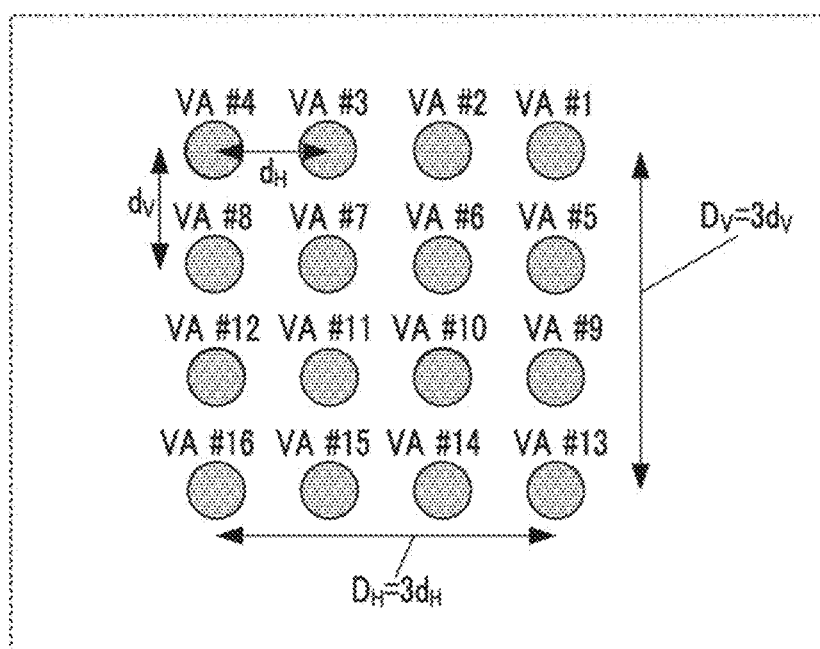 VA #4 VA #3 VA #2 VA #1
dH
dV
VA #8 VA #7 VA #6 VA #5
DV=3dV
VA #12 VA #11 VA #10 VA #9
VA #16 VA #15 VA #14 VA #13
DH=3dH